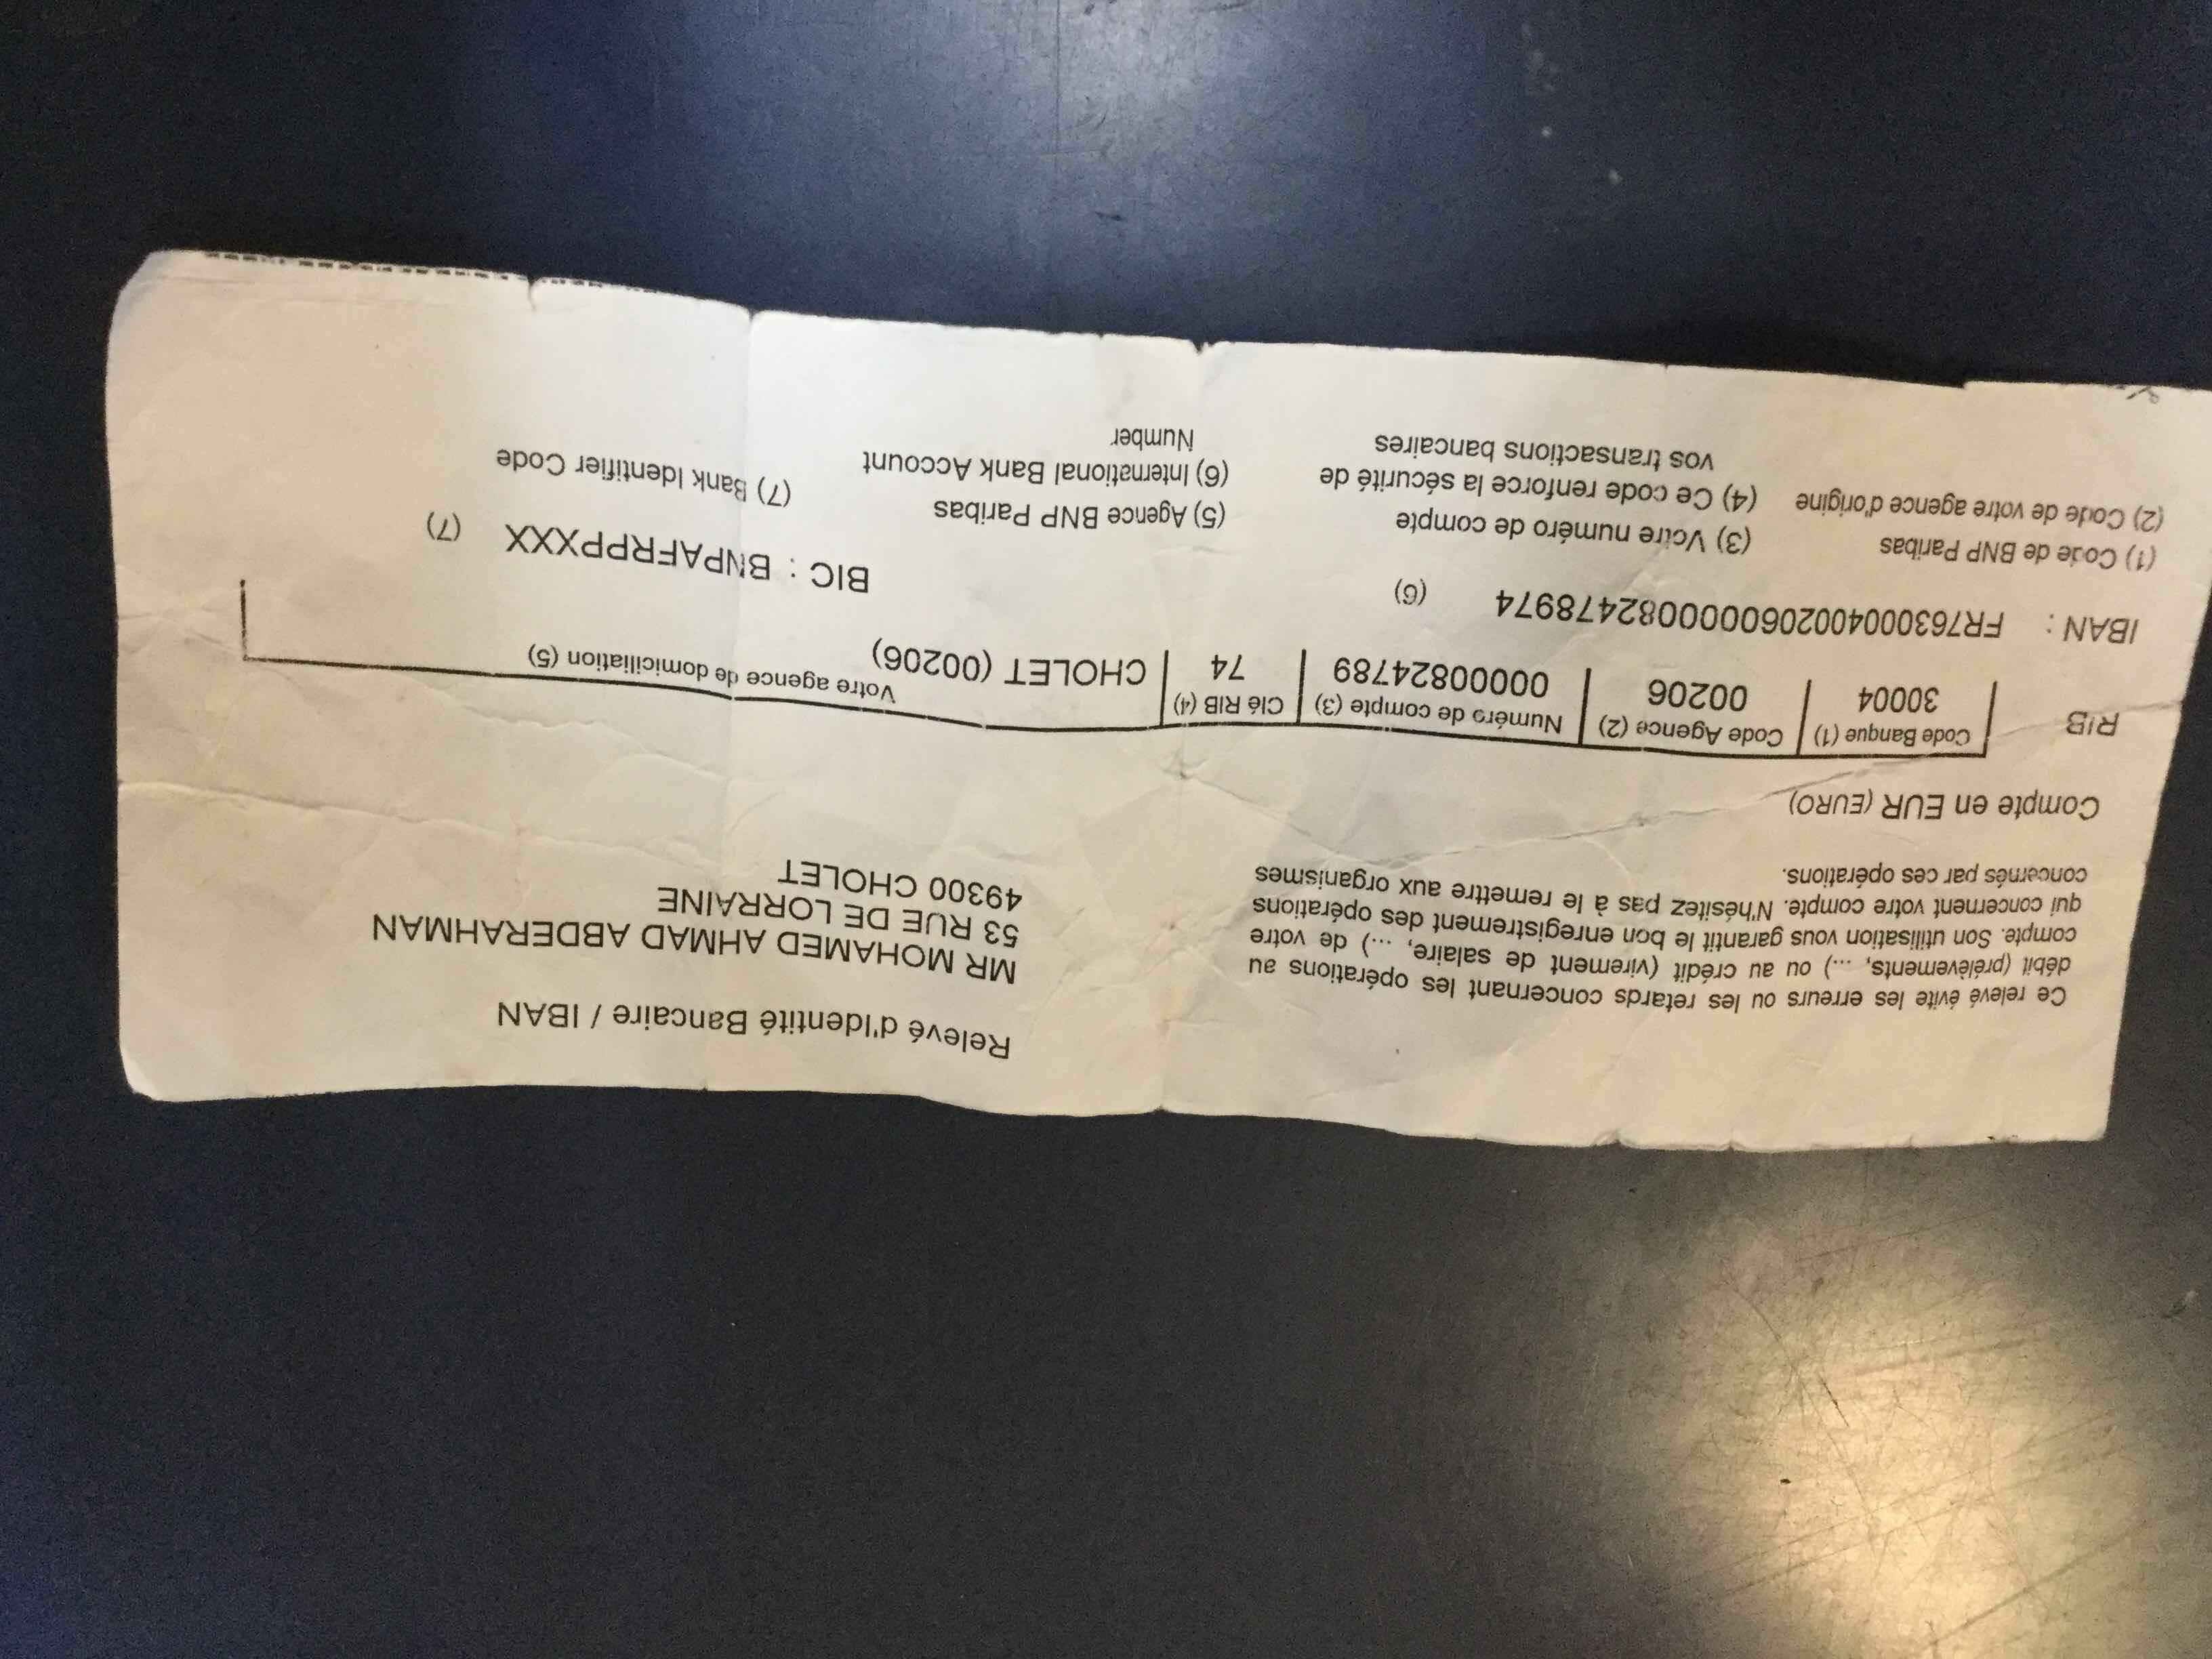 Relevé d'Identité Bancaire / IBAN
Ce relevé évite les erreurs ou les retards concernant les opérations au
débit (prélèvements, ...) ou au crédit (virement de salaire, ...) de votre
compte. Son utilisation vous garantit le bon enregistrement des opérations
qui concernent votre compte. N'hésitez pas à le remettre aux organismes
concernés par ces opérations.
MR MOHAMED AHMAD ABDERAHMAN
53 RUE DE LORRAINE
49300 CHOLET
Compte en EUR (EURO)
RIB
Code Banque (1) Code Agence (2) Numéro de compte (3) Clé RIB (4) Votre agence de domiciliation (5)
30004 00206 00000824789 74 CHOLET (00206)
IBAN : FR7630004002060000082478974 (6) BIC : BNPAFRPPXXX (7)
(1) Code de BNP Paribas
(2) Code de votre agence d'origine
(3) Votre numéro de compte
(4) Ce code renforce la sécurité de
vos transactions bancaires
(5) Agence BNP Paribas
(6) International Bank Account
Number
(7) Bank Identifier Code